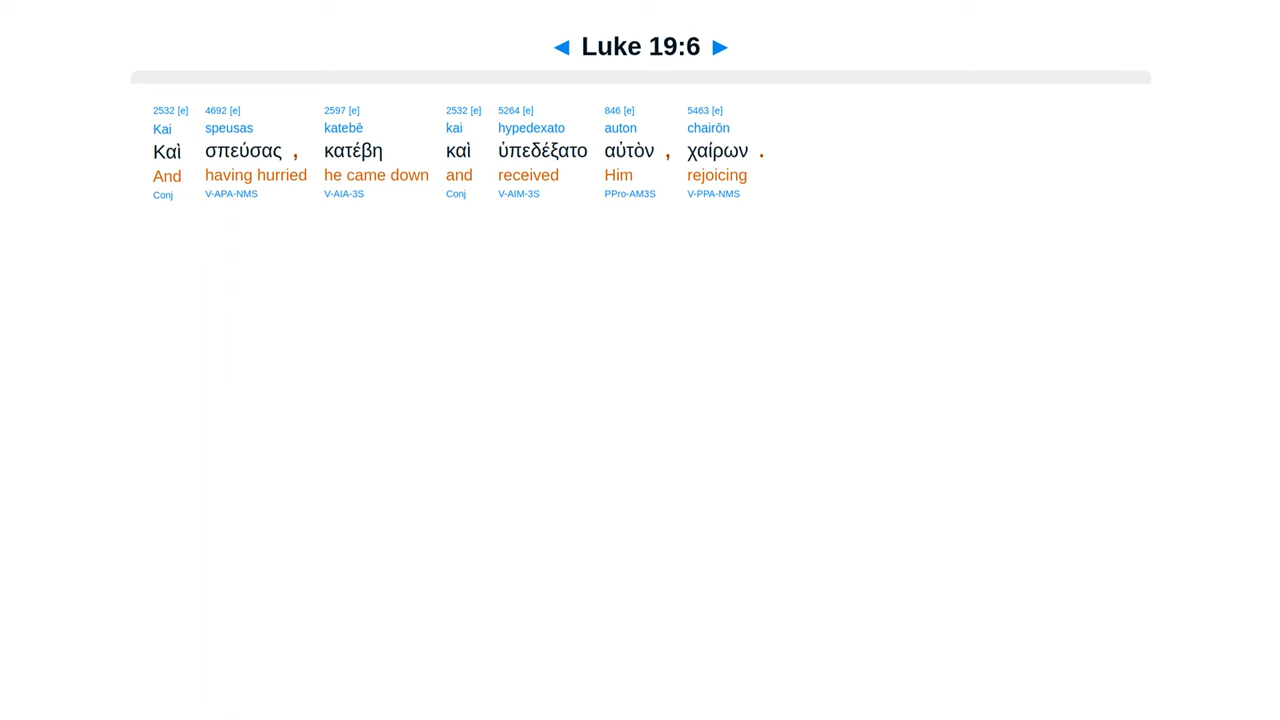 ◄ Luke 19:6 ►
2532 [e] 4692 [e] 2597 [e] 2532 [e] 5264 [e] 846 [e] 5463 [e]
Kai speusas katebē kai hypedexato auton chairōn
Καὶ σπεύσας , κατέβη καὶ ὑπεδέξατο αὐτὸν , χαίρων .
And having hurried he came down and received Him rejoicing
Conj V-APA-NMS V-AIA-3S Conj V-AIM-3S PPro-AM3S V-PPA-NMS